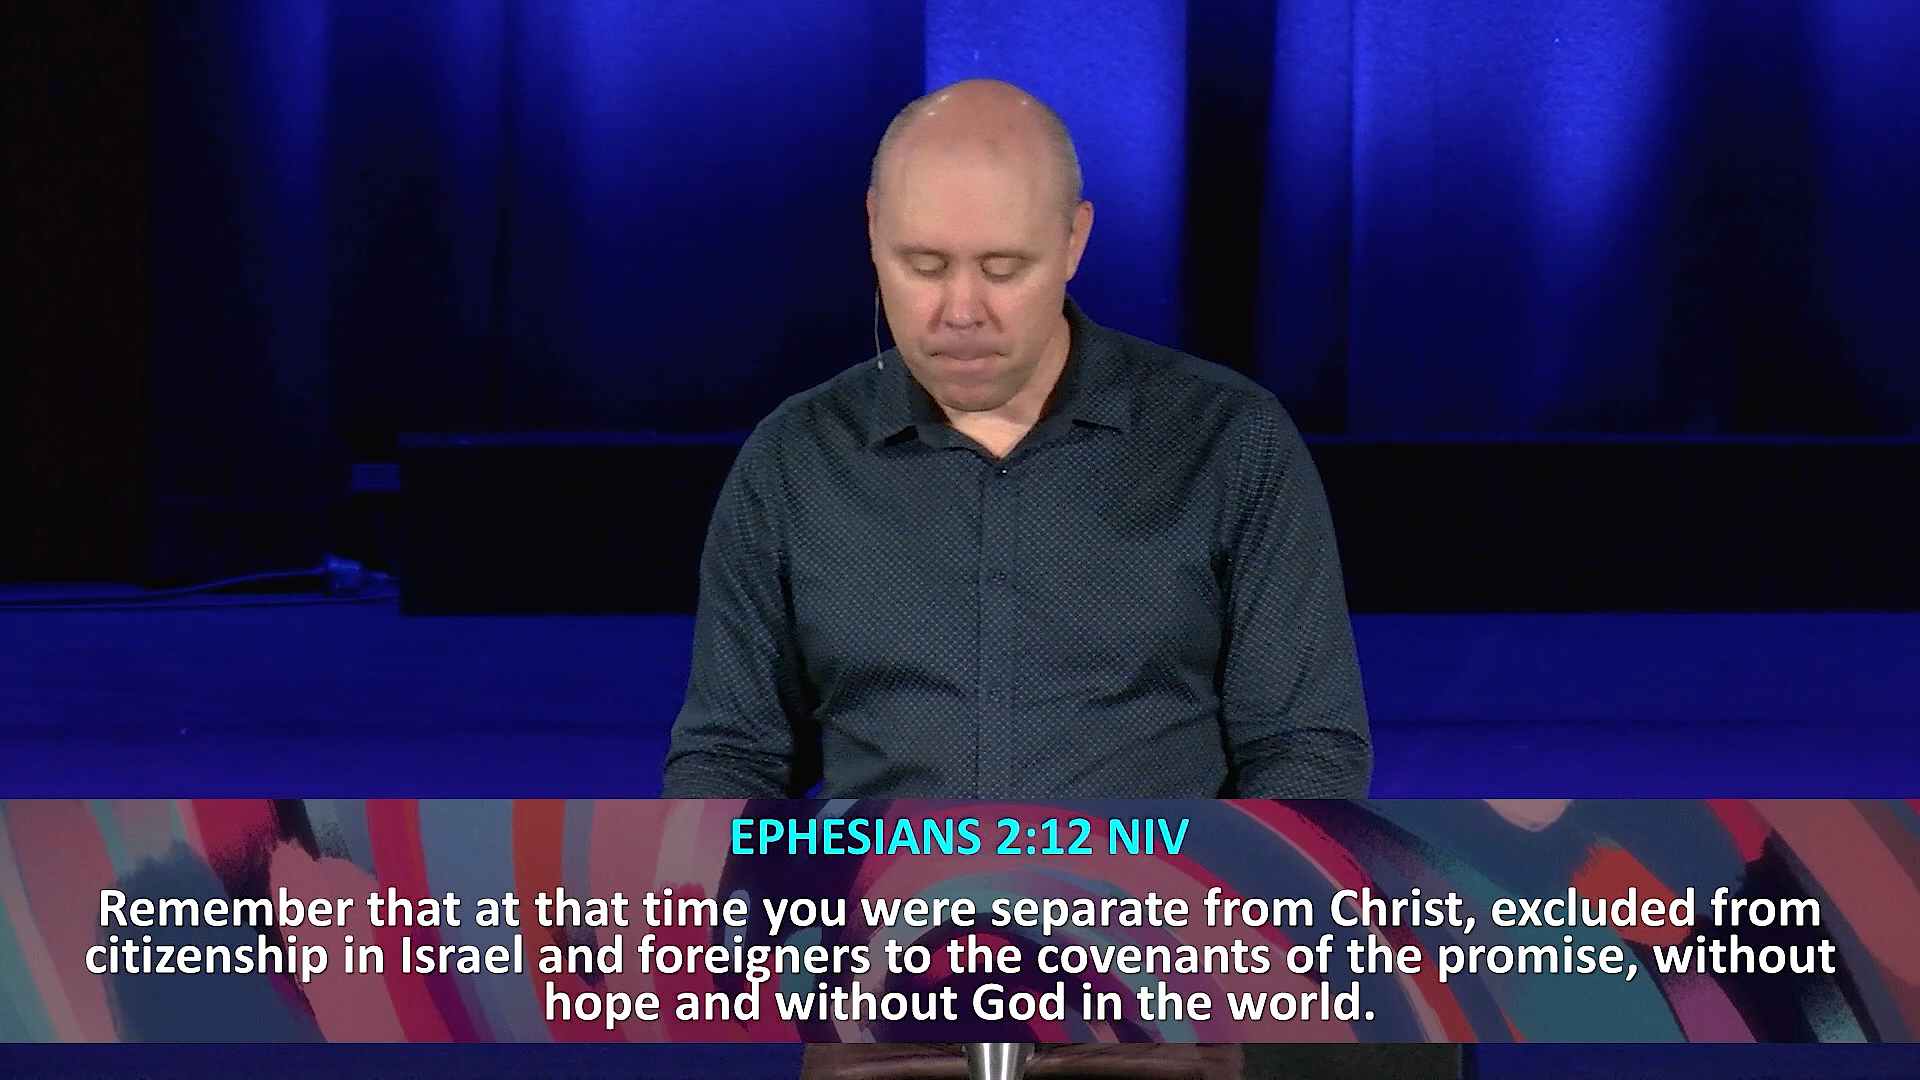 EPHESIANS 2:12 NIV
Remember that at that time you were separate from Christ, excluded from
citizenship in Israel and foreigners to the covenants of the promise, without
hope and without God in the world.